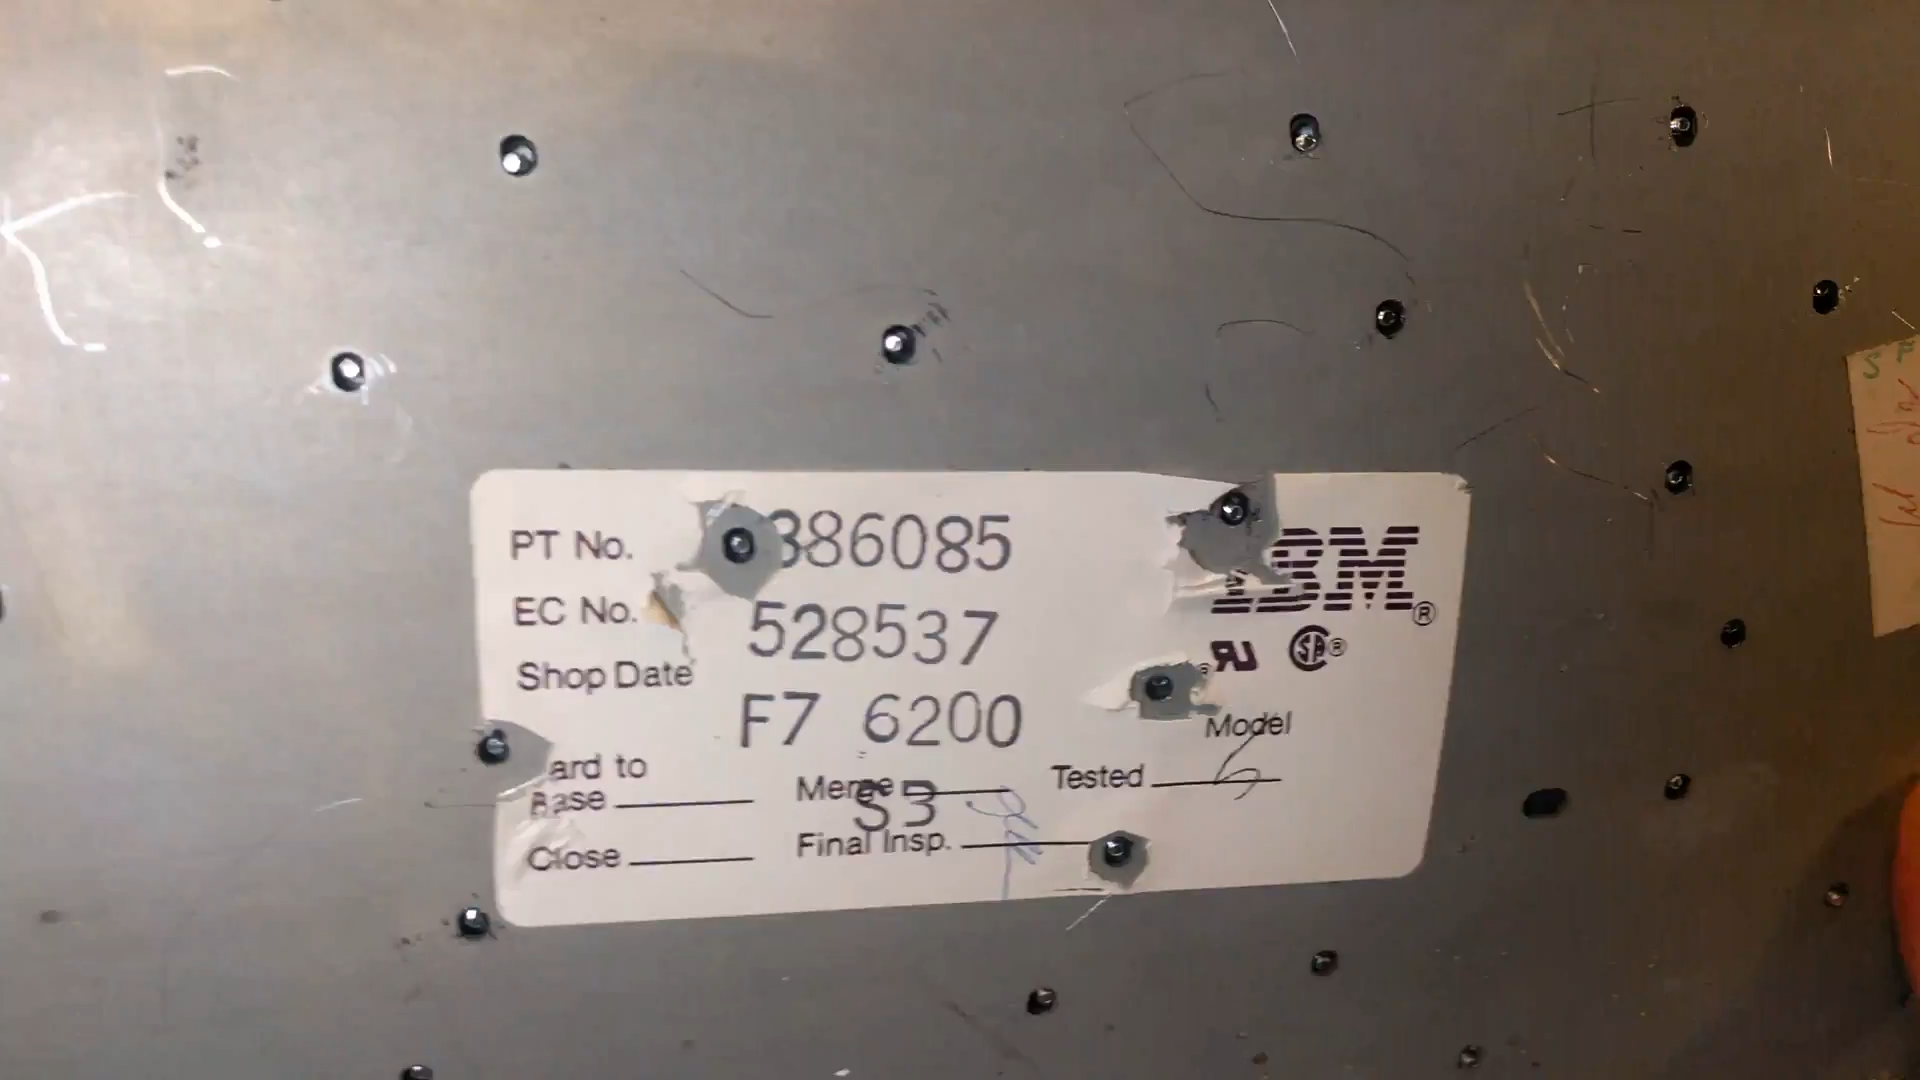 PT No. 386085
EC No. 528537
Shop Date F7 6200
IBM®
®
Model
ard to
Base
Merge
Tested
S3
Close
Final Insp.